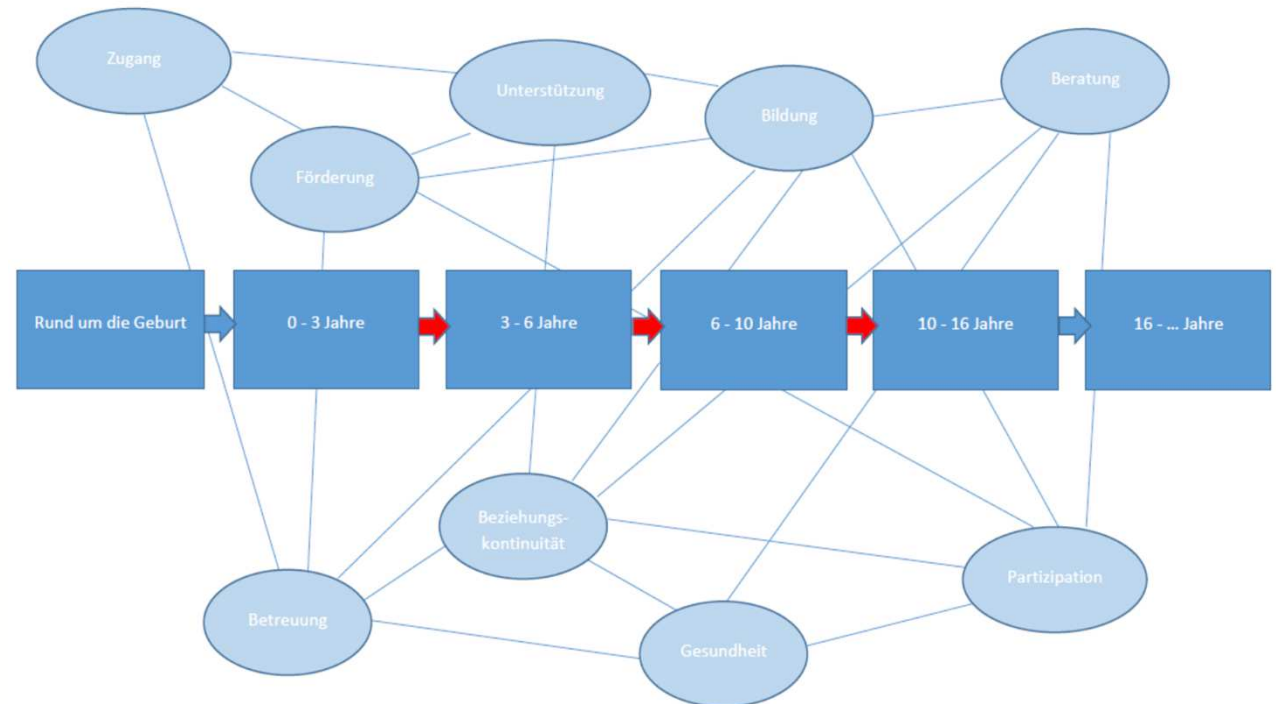 Zugang
Unterstützung
Beratung
Bildung
Förderung
Rund um die Geburt
0 - 3 Jahre
3 - 6 Jahre
6 - 10 Jahre
10 - 16 Jahre
16 - ... Jahre
Beziehungs-
kontinuität
Partizipation
Betreuung
Gesundheit